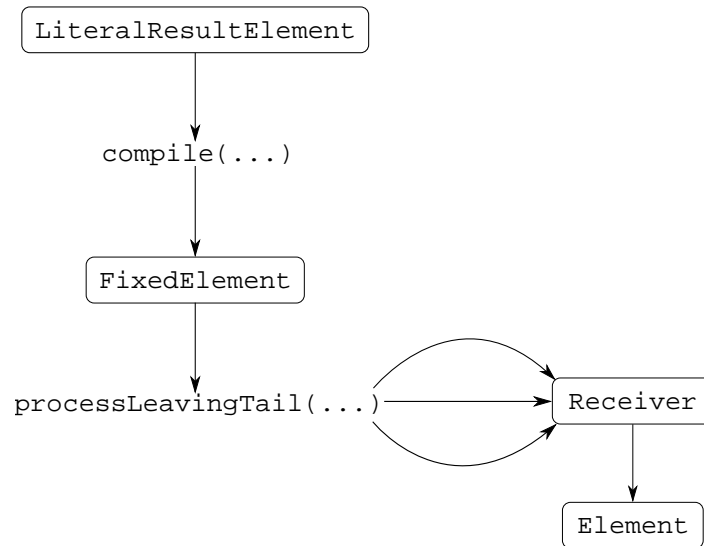 LiteralResultElement
compile(...)
FixedElement
processLeavingTail(...)
Receiver
Element